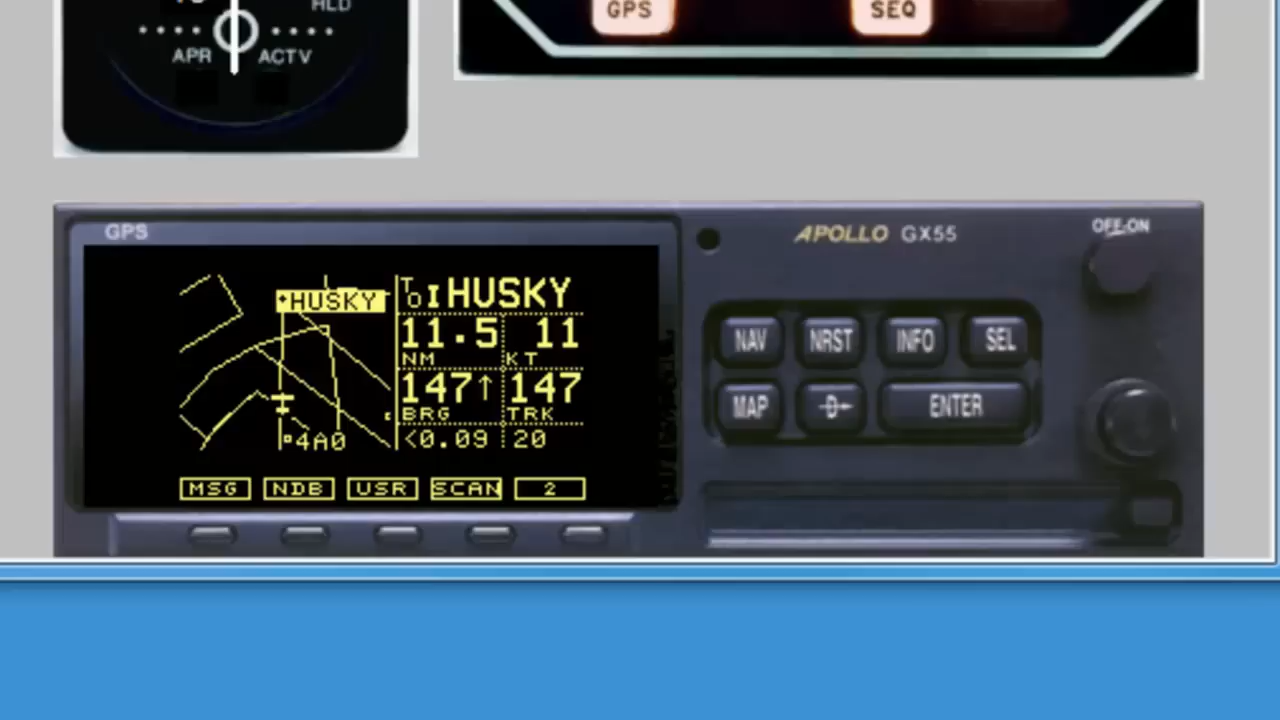 HLD
APR ACTV
GPS SEQ
GPS
APOLLO GX55
OFF-ON
HUSKY
To I HUSKY
11.5 11
NM KT
147↑ 147
BRG TRK
4A0
<0.09 20
MSG NDB USR SCAN 2
NAV NRST INFO SEL
MAP D ENTER